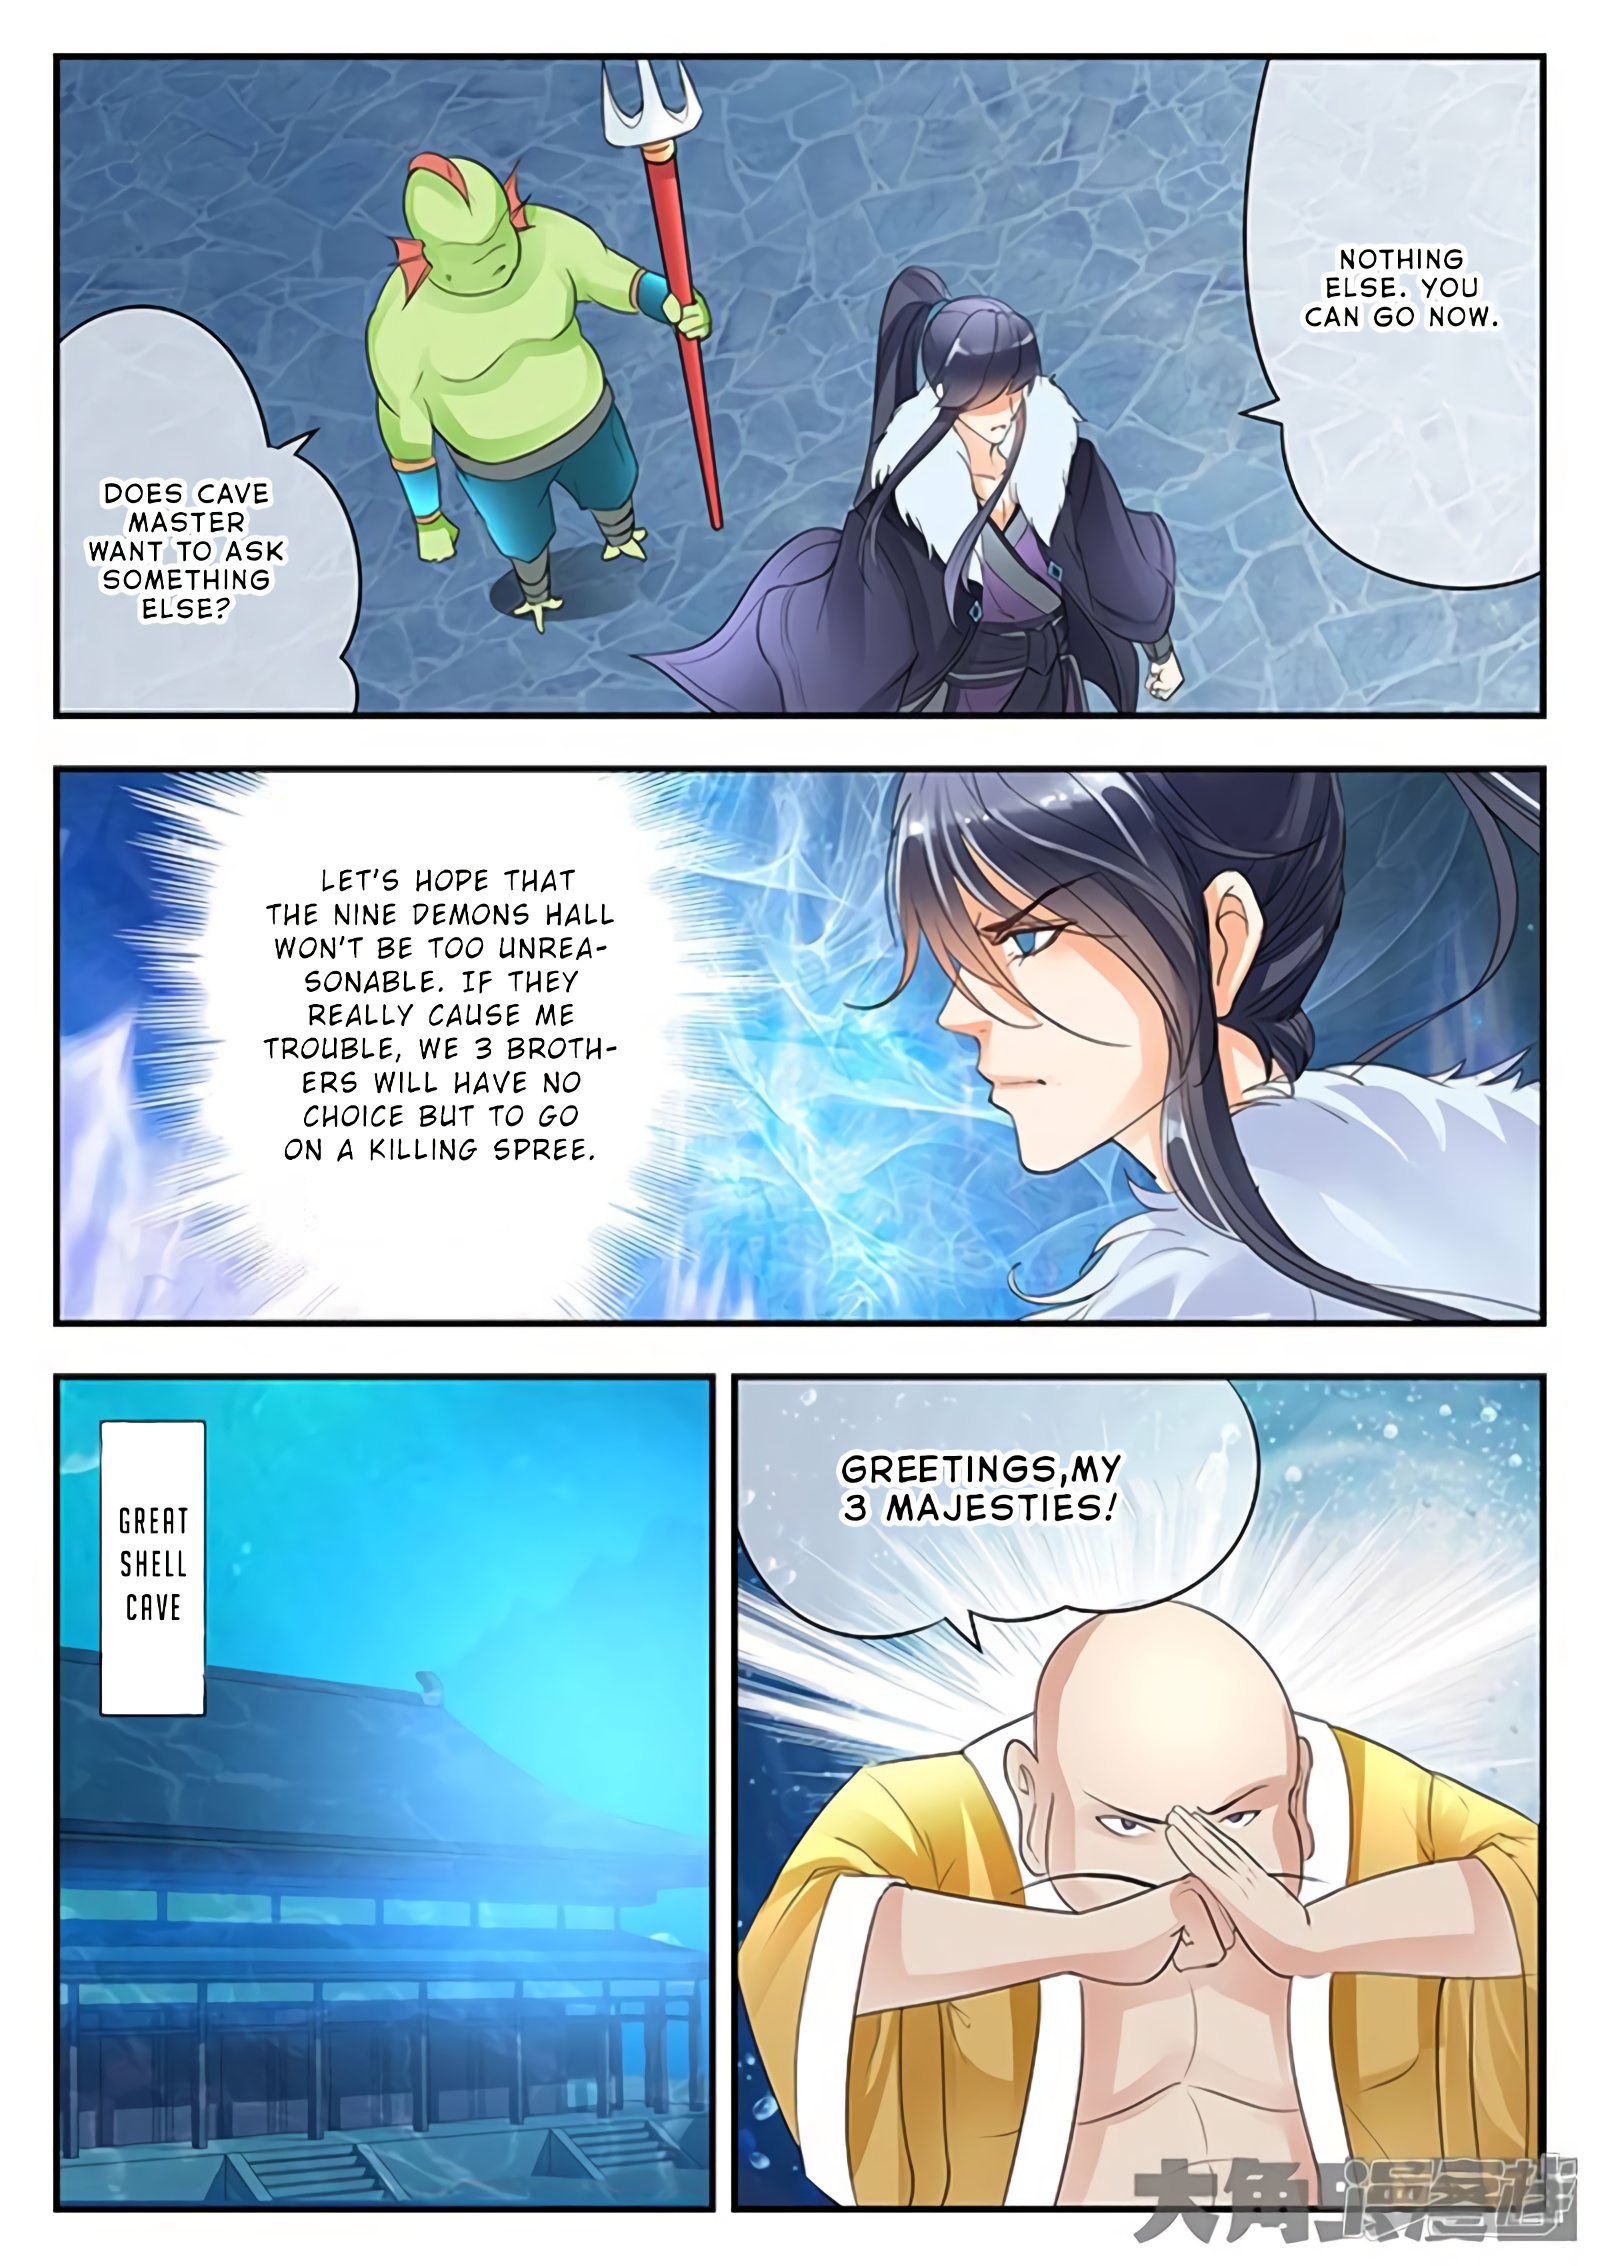 DOES CAVE
MASTER
WANT TO ASK
SOMETHING
ELSE?
NOTHING
ELSE. YOU
CAN GO NOW.
LET'S HOPE THAT
THE NINE DEMONS HALL
WON'T BE TOO UNREA-
SONABLE. IF THEY
REALLY CAUSE ME
TROUBLE, WE 3 BROTH-
ERS WILL HAVE NO
CHOICE BUT TO GO
ON A KILLING SPREE.
GREAT
SHELL
CAVE
GREETINGS,MY
3 MAJESTIES!